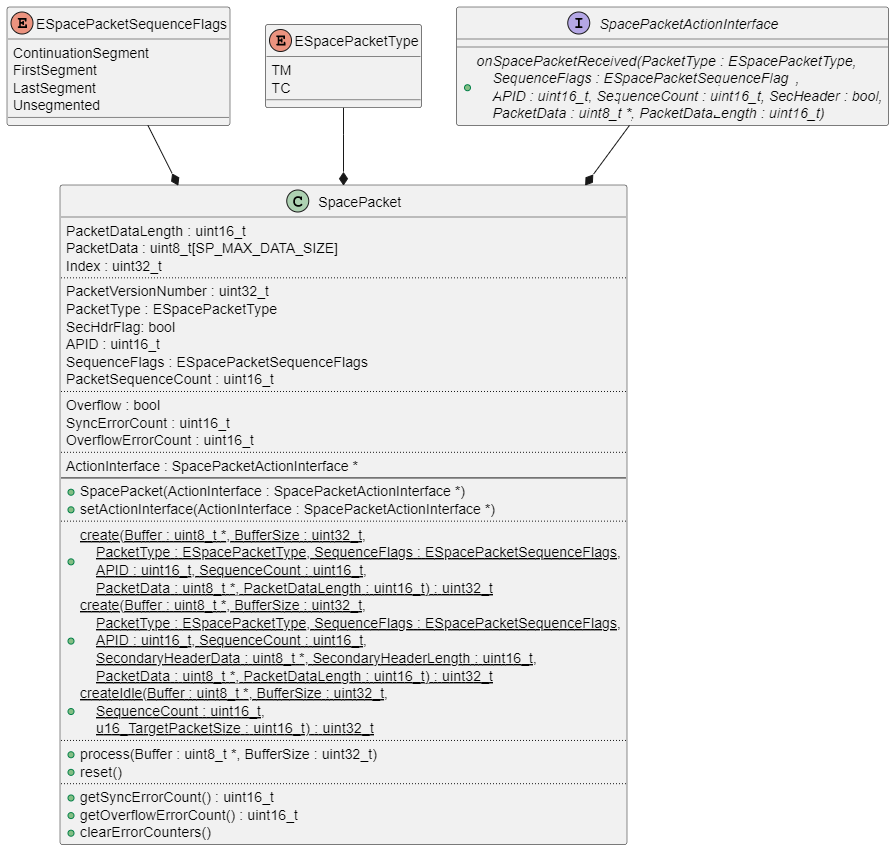 E ESpacePacketSequenceFlags
ContinuationSegment
FirstSegment
LastSegment
Unsegmented
E ESpacePacketType
TM
TC
I SpacePacketActionInterface
onSpacePacketReceived(PacketType : ESpacePacketType,
SequenceFlags : ESpacePacketSequenceFlag ,
APID : uint16_t, SequenceCount : uint16_t, SecHeader : bool,
PacketData : uint8_t *, PacketDataLength : uint16_t)
C SpacePacket
PacketDataLength : uint16_t
PacketData : uint8_t[SP_MAX_DATA_SIZE]
Index : uint32_t
PacketVersionNumber : uint32_t
PacketType : ESpacePacketType
SecHdrFlag: bool
APID : uint16_t
SequenceFlags : ESpacePacketSequenceFlags
PacketSequenceCount : uint16_t
Overflow : bool
SyncErrorCount : uint16_t
OverflowErrorCount : uint16_t
ActionInterface : SpacePacketActionInterface *
SpacePacket(ActionInterface : SpacePacketActionInterface *)
setActionInterface(ActionInterface : SpacePacketActionInterface *)
create(Buffer : uint8_t *, BufferSize : uint32_t,
PacketType : ESpacePacketType, SequenceFlags : ESpacePacketSequenceFlags,
APID : uint16_t, SequenceCount : uint16_t,
PacketData : uint8_t *, PacketDataLength : uint16_t) : uint32_t
create(Buffer : uint8_t *, BufferSize : uint32_t,
PacketType : ESpacePacketType, SequenceFlags : ESpacePacketSequenceFlags,
APID : uint16_t, SequenceCount : uint16_t,
SecondaryHeaderData : uint8_t *, SecondaryHeaderLength : uint16_t,
PacketData : uint8_t *, PacketDataLength : uint16_t) : uint32_t
createIdle(Buffer : uint8_t *, BufferSize : uint32_t,
SequenceCount : uint16_t,
u16_TargetPacketSize : uint16_t) : uint32_t
process(Buffer : uint8_t *, BufferSize : uint32_t)
reset()
getSyncErrorCount() : uint16_t
getOverflowErrorCount() : uint16_t
clearErrorCounters()